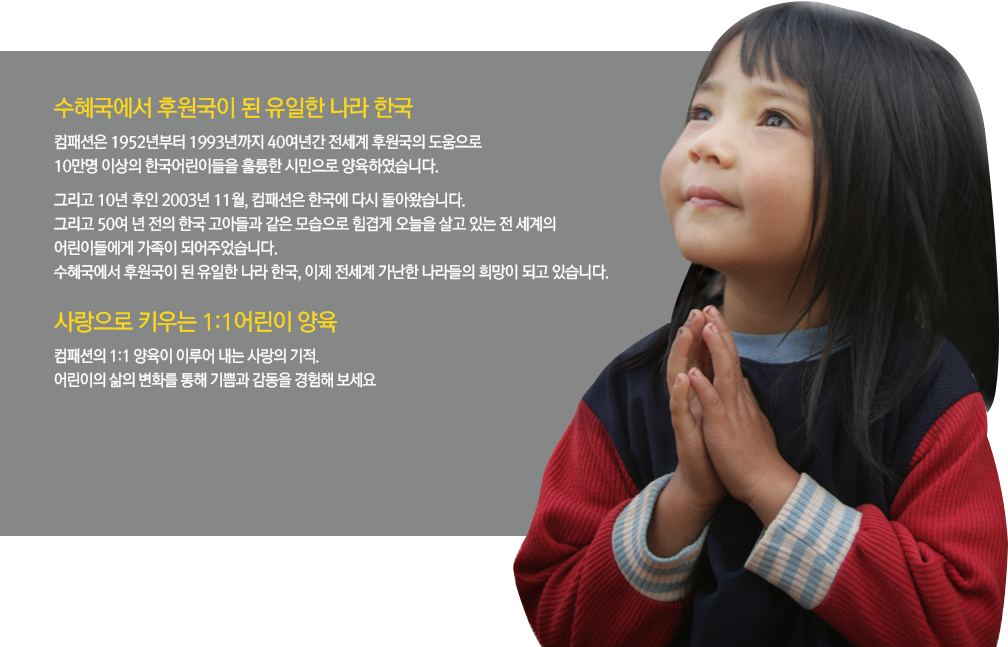 수혜국에서 후원국이 된 유일한 나라 한국
컴패션은 1952년부터 1993년까지 40여년간 전세계 후원국의 도움으로
10만명 이상의 한국어린이들을 훌륭한 시민으로 양육하였습니다.
그리고 10년 후인 2003년 11월, 컴패션은 한국에 다시 돌아왔습니다.
그리고 50여 년 전의 한국 고아들과 같은 모습으로 힘겹게 오늘을 살고 있는 전 세계의
어린이들에게 가족이 되어주었습니다.
수혜국에서 후원국이 된 유일한 나라 한국, 이제 전세계 가난한 나라들의 희망이 되고 있습니다.
사랑으로 키우는 1:1어린이 양육
컴패션의 1:1 양육이 이루어 내는 사랑의 기적.
어린이의 삶의 변화를 통해 기쁨과 감동을 경험해 보세요